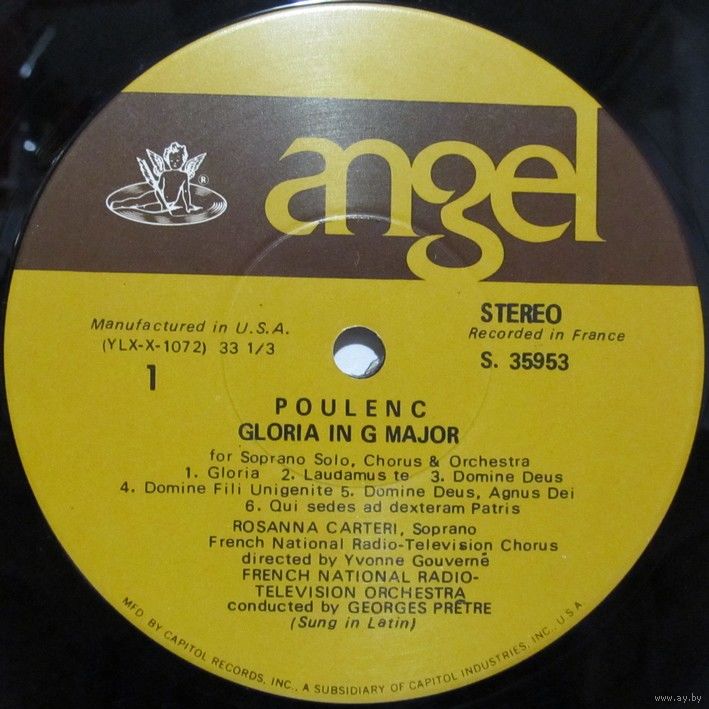 angel
®
STEREO
Manufactured in U.S.A.
Recorded in France
(YLX-X-1072) 33 1/3
S. 35953
1
POULENC
GLORIA IN G MAJOR
for Soprano Solo, Chorus & Orchestra
1. Gloria 2. Laudamus te 3. Domine Deus
4. Domine Fili Unigenite 5. Domine Deus, Agnus Dei
6. Qui sedes ad dexteram Patris
ROSANNA CARTERI, Soprano
French National Radio-Television Chorus
directed by Yvonne Gouverné
FRENCH NATIONAL RADIO-
TELEVISION ORCHESTRA
conducted by GEORGES PRÊTRE
(Sung in Latin)
MFD. BY CAPITOL RECORDS, INC., A SUBSIDIARY OF CAPITOL INDUSTRIES, INC., U.S.A.
www.ay.by